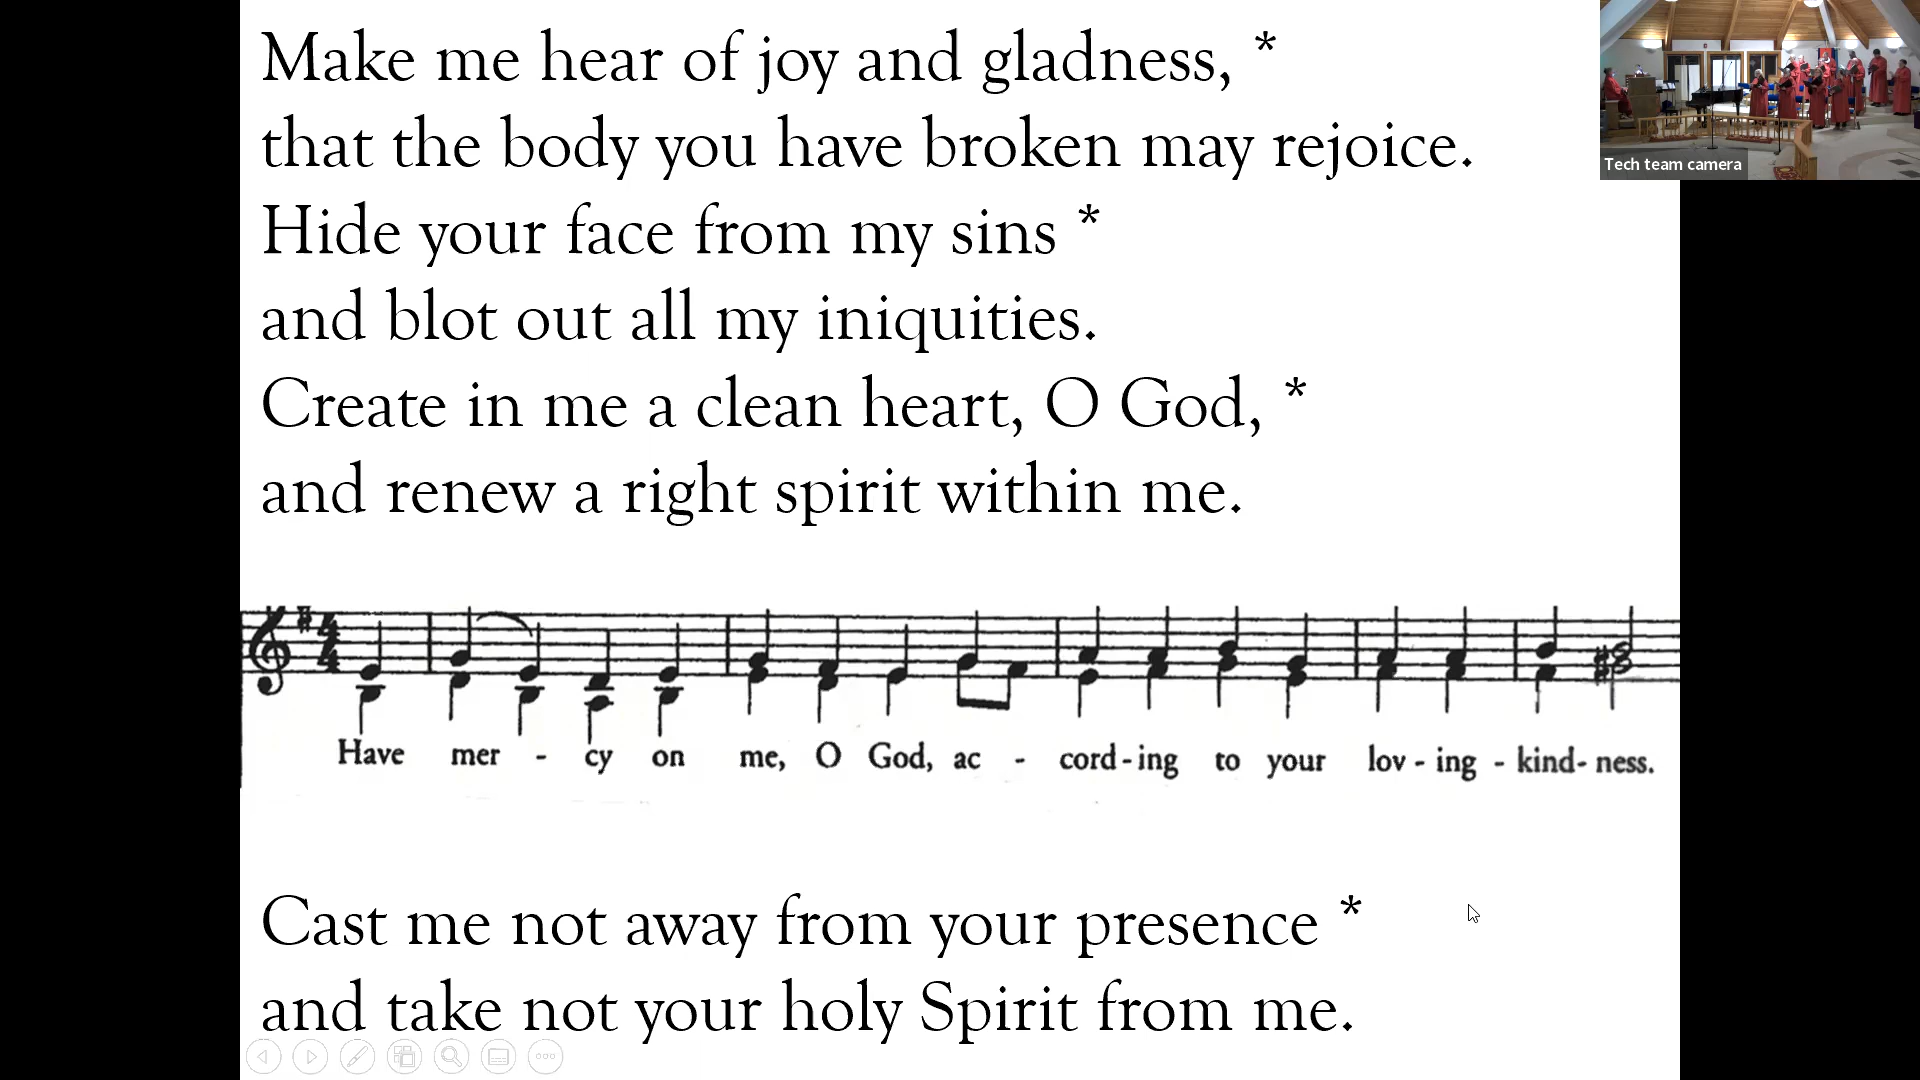 Make me hear of joy and gladness, *
that the body you have broken may rejoice.
Hide your face from my sins *
and blot out all my iniquities.
Create in me a clean heart, O God, *
and renew a right spirit within me.
Have mer - cy on me, O God, ac - cord - ing to your lov - ing - kind - ness.
Cast me not away from your presence *
and take not your holy Spirit from me.
Tech team camera